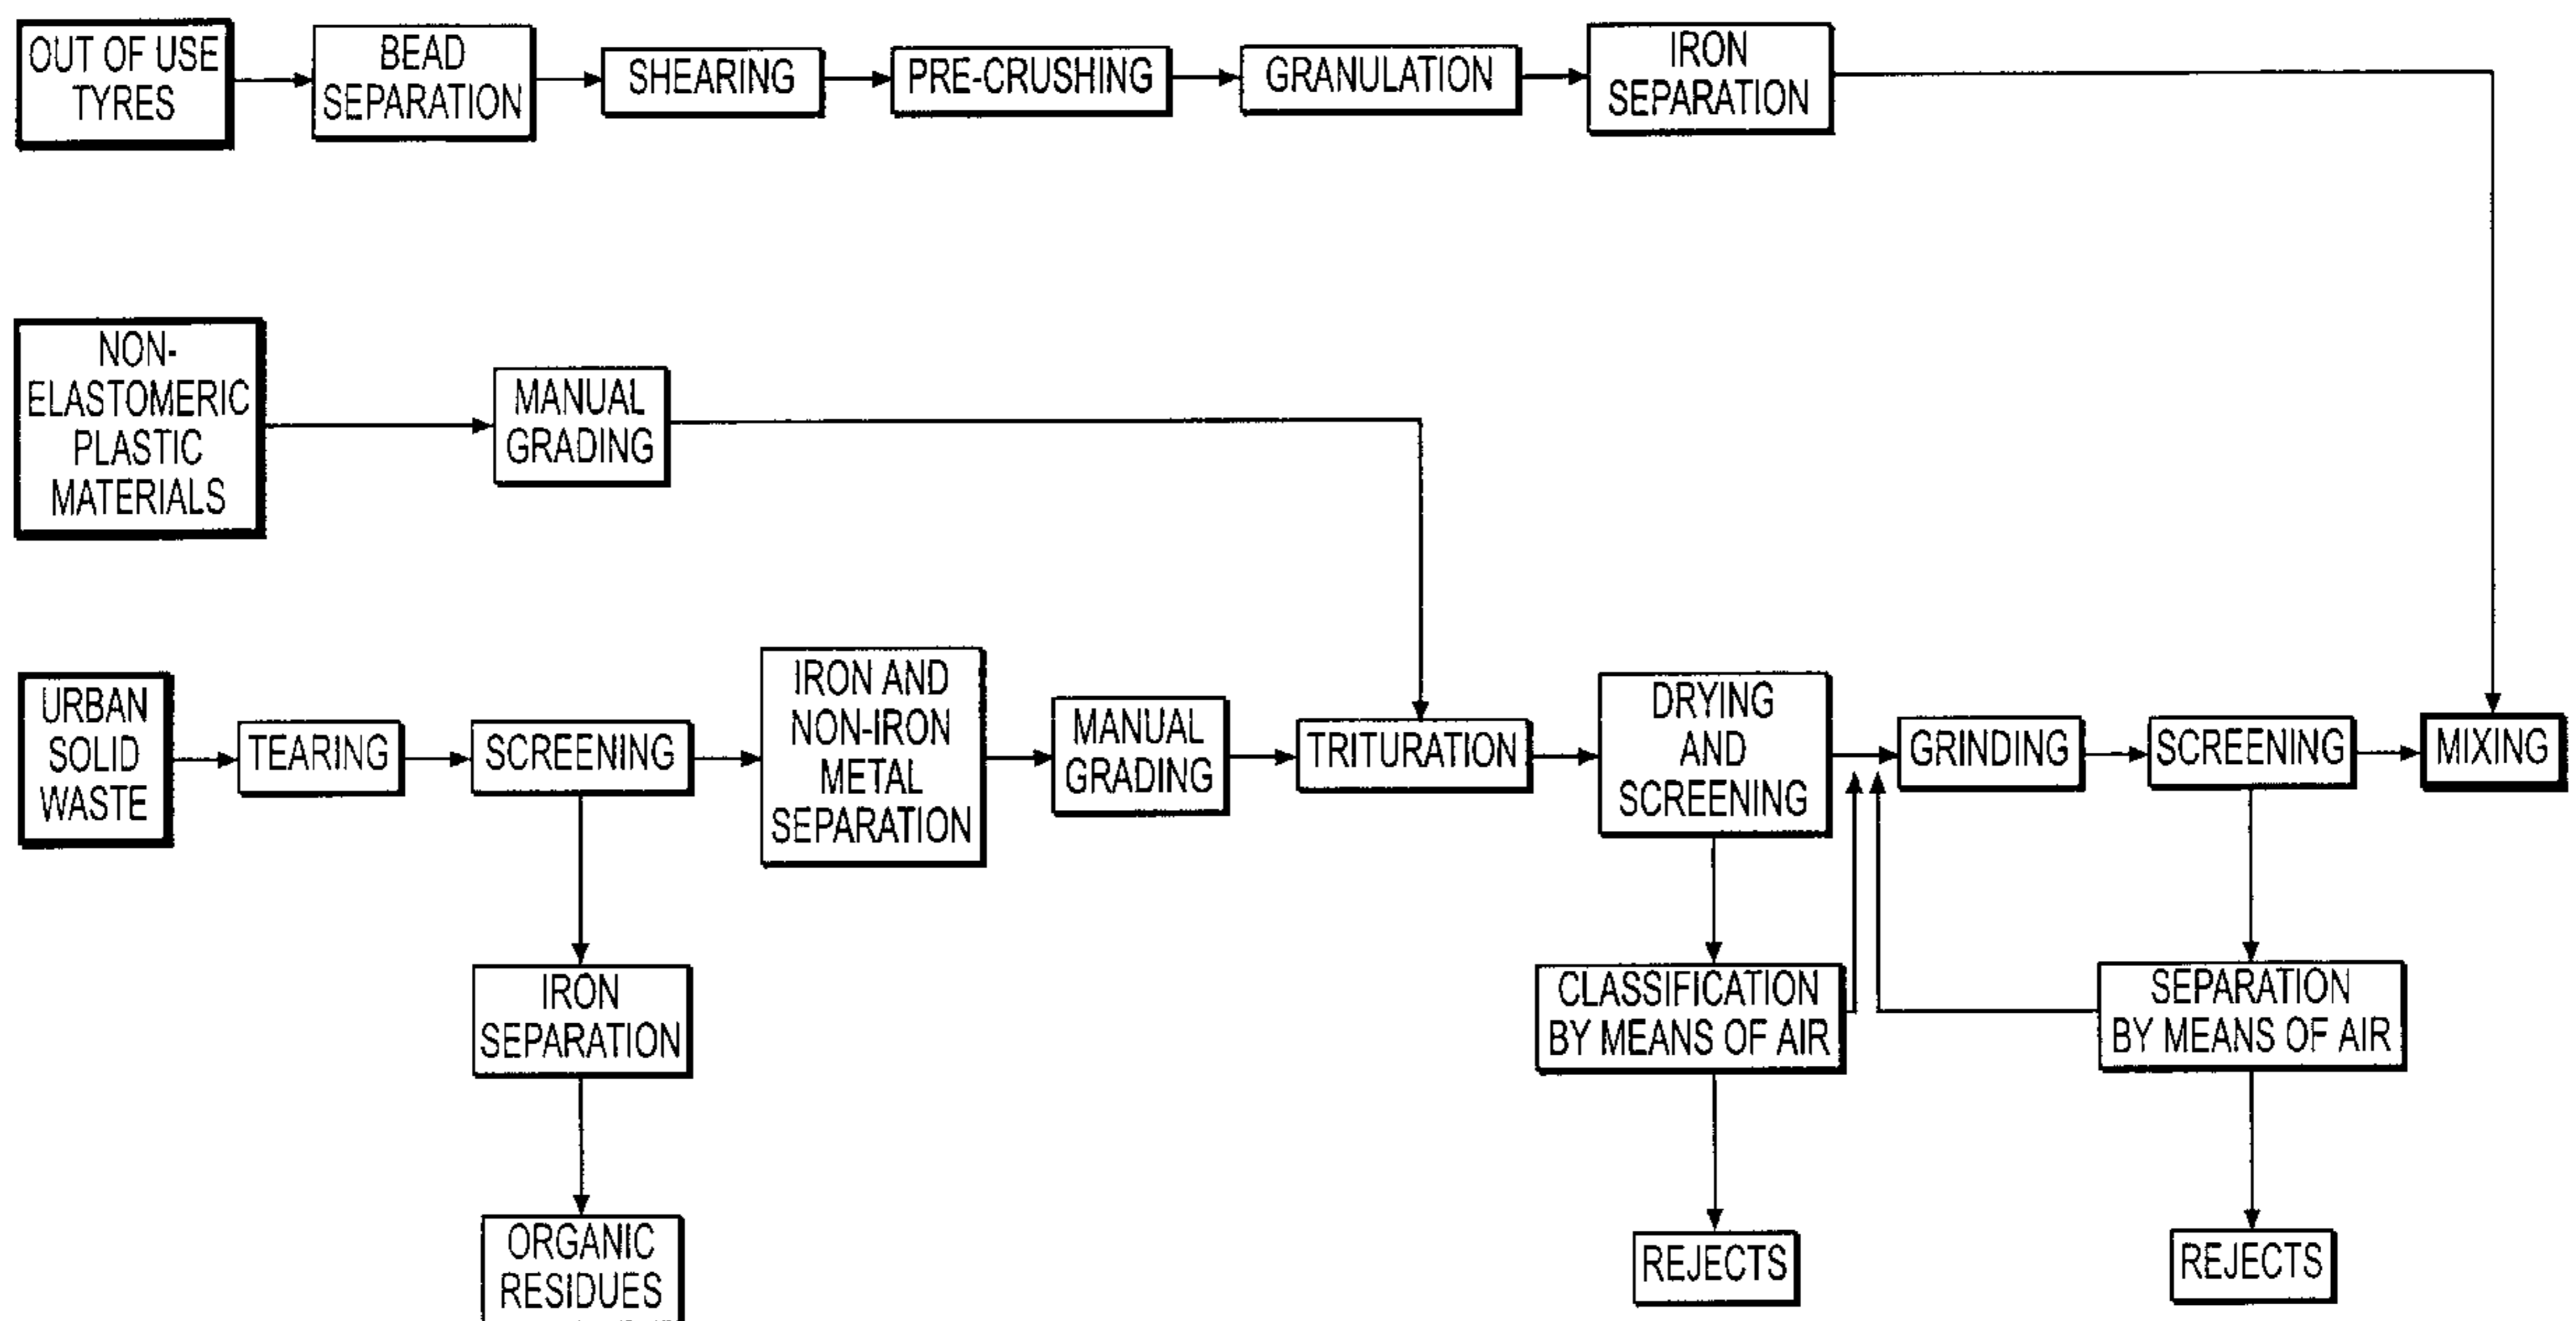 OUT OF USE
TYRES
BEAD
SEPARATION
SHEARING
PRE-CRUSHING
GRANULATION
IRON
SEPARATION
NON-
ELASTOMERIC
PLASTIC
MATERIALS
MANUAL
GRADING
URBAN
SOLID
WASTE
TEARING
SCREENING
IRON AND
NON-IRON
METAL
SEPARATION
MANUAL
GRADING
TRITURATION
DRYING
AND
SCREENING
GRINDING
SCREENING
MIXING
IRON
SEPARATION
CLASSIFICATION
BY MEANS OF AIR
SEPARATION
BY MEANS OF AIR
ORGANIC
RESIDUES
REJECTS
REJECTS